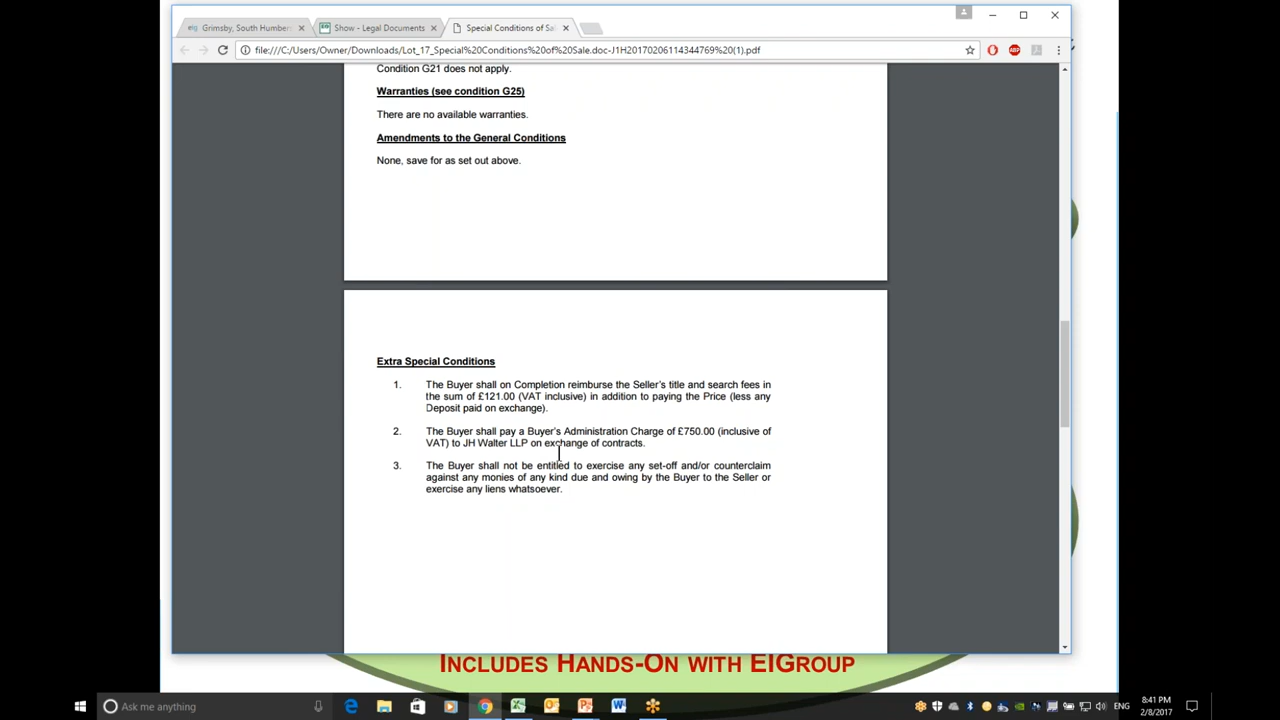 Grimsby, South Humber
Show - Legal Documents
Special Conditions of Sa
file:///C:/Users/Owner/Downloads/Lot_17_Special%20Conditions%20of%20Sale.doc-J1H20170206114344769%20(1).pdf
Condition G21 does not apply.
Warranties (see condition G25)
There are no available warranties.
Amendments to the General Conditions
None, save for as set out above.
Extra Special Conditions
1. The Buyer shall on Completion reimburse the Seller's title and search fees in
the sum of £121.00 (VAT inclusive) in addition to paying the Price (less any
Deposit paid on exchange).
2. The Buyer shall pay a Buyer's Administration Charge of £750.00 (inclusive of
VAT) to JH Walter LLP on exchange of contracts.
3. The Buyer shall not be entitled to exercise any set-off and/or counterclaim
against any monies of any kind due and owing by the Buyer to the Seller or
exercise any liens whatsoever.
INCLUDES HANDS-ON WITH EIGROUP
Ask me anything
ENG
8:41 PM
2/8/2017